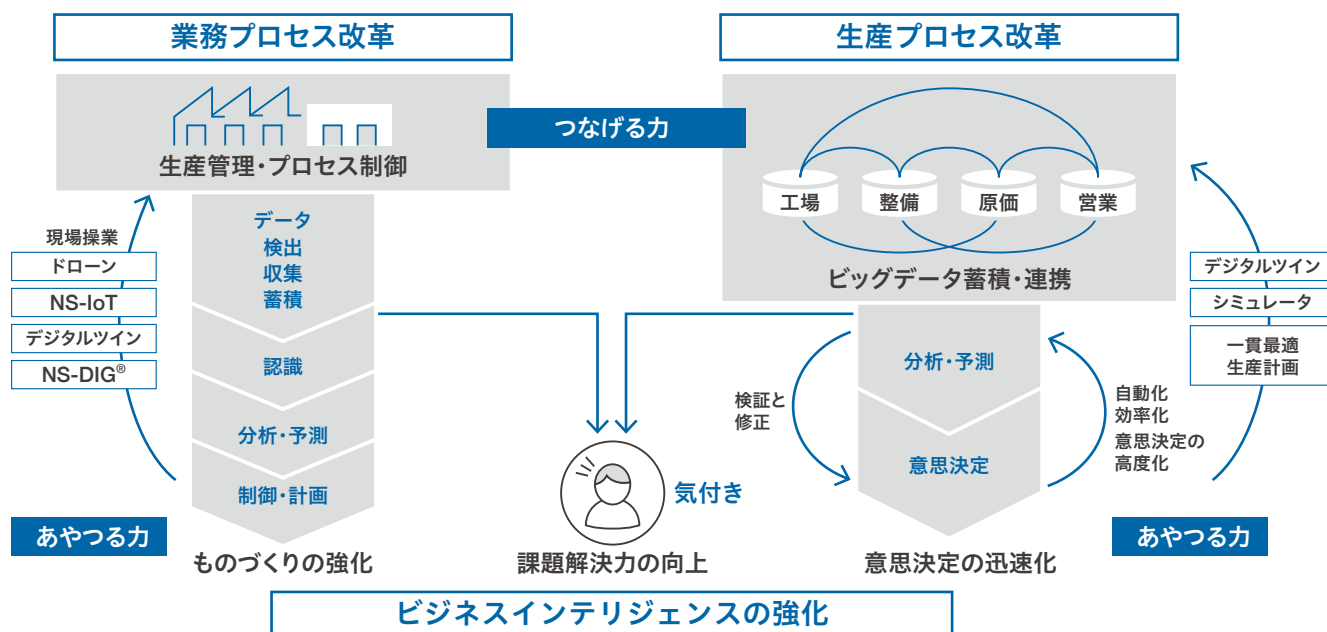 業務プロセス改革
生産プロセス改革
つなげる力
生産管理・プロセス制御
データ
検出
収集
蓄積
認識
分析・予測
制御・計画
現場操業
ドローン
NS-IoT
デジタルツイン
NS-DIG®
あやつる力
ものづくりの強化
気付き
課題解決力の向上
工場
整備
原価
営業
ビッグデータ蓄積・連携
分析・予測
意思決定
検証と
修正
自動化
効率化
意思決定の
高度化
デジタルツイン
シミュレータ
一貫最適
生産計画
あやつる力
意思決定の迅速化
ビジネスインテリジェンスの強化